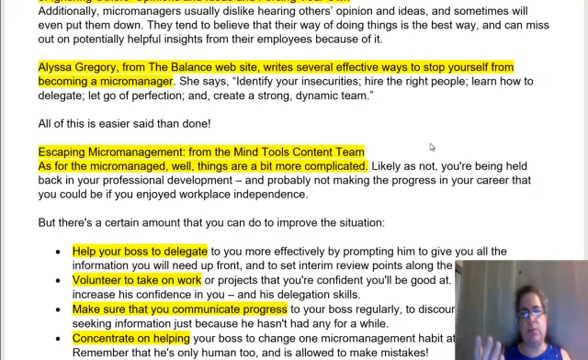 Additionally, micromanagers usually dislike hearing others' opinion and ideas, and sometimes will
even put them down. They tend to believe that their way of doing things is the best way, and can miss
out on potentially helpful insights from their employees because of it.
Alyssa Gregory, from The Balance web site, writes several effective ways to stop yourself from
becoming a micromanager. She says, “Identify your insecurities; hire the right people; learn how to
delegate; let go of perfection; and, create a strong, dynamic team.”
All of this is easier said than done!
Escaping Micromanagement: from the Mind Tools Content Team
As for the micromanaged, well, things are a bit more complicated. Likely as not, you're being held
back in your professional development – and probably not making the progress in your career that
you could be if you enjoyed workplace independence.
But there's a certain amount that you can do to improve the situation:
• Help your boss to delegate to you more effectively by prompting him to give you all the
information you will need up front, and to set interim review points along the
• Volunteer to take on work or projects that you're confident you'll be good at.
increase his confidence in you – and his delegation skills.
• Make sure that you communicate progress to your boss regularly, to discour
seeking information just because he hasn't had any for a while.
• Concentrate on helping your boss to change one micromanagement habit at
Remember that he's only human too, and is allowed to make mistakes!